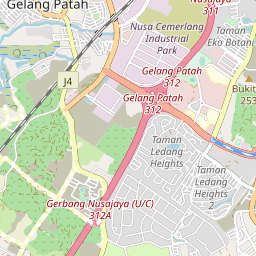 Gelang Patah
Nusajaya
311
Nusa Cemerlang
Industrial
Park
Taman
Eko Botani
Gelang Patah
312
J4
Gelang Patah
312
Bukit
253
Taman
Ledang
Heights
Taman
Ledang
Heights
Gerbang Nusajaya (U/C)
312A